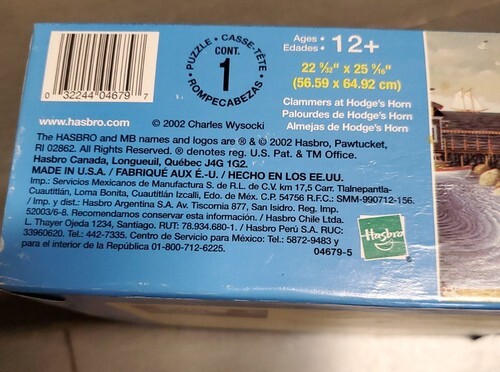 0 32244 04679 7
PUZZLE • CASSE-TÊTE • ROMPECABEZAS •
CONT.
1
Ages •
Edades • 12+
22 9/32" x 25 9/16"
(56.59 x 64.92 cm)
Clammers at Hodge's Horn
Palourdes de Hodge's Horn
Almejas de Hodge's Horn
www.hasbro.com © 2002 Charles Wysocki
The HASBRO and MB names and logos are ® & © 2002 Hasbro, Pawtucket,
RI 02862. All Rights Reserved. ® denotes reg. U.S. Pat. & TM Office.
Hasbro Canada, Longueuil, Québec J4G 1G2.
MADE IN U.S.A. / FABRIQUÉ AUX É.-U. / HECHO EN LOS EE.UU.
Imp.: Servicios Mexicanos de Manufactura S. de R.L. de C.V. km 17,5 Carr. Tlalnepantla-
Cuautitlán, Loma Bonita, Cuautitlán Izcalli, Edo. de Méx. C.P. 54756 R.F.C.: SMM-990712-156.
/ Imp. y dist.: Hasbro Argentina S.A. Av. Tiscornia 877, San Isidro. Reg. Imp.
52003/6-8. Recomendamos conservar esta información. / Hasbro Chile Ltda.
L. Thayer Ojeda 1234, Santiago. RUT: 78.934.680-1. / Hasbro Perú S.A. RUC:
33960620. Tel.: 442-7335. Centro de Servicio para México: Tel.: 5872-9483 y
para el interior de la República 01-800-712-6225. 04679-5
Hasbro